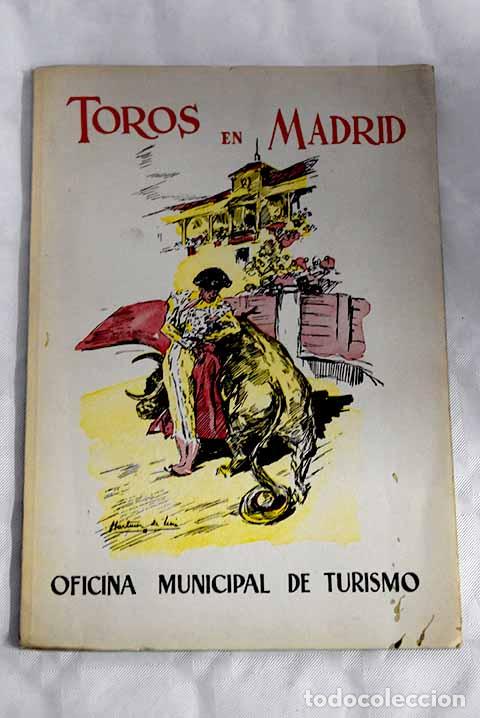 TOROS EN MADRID
OFICINA MUNICIPAL DE TURISMO
todocoleccion